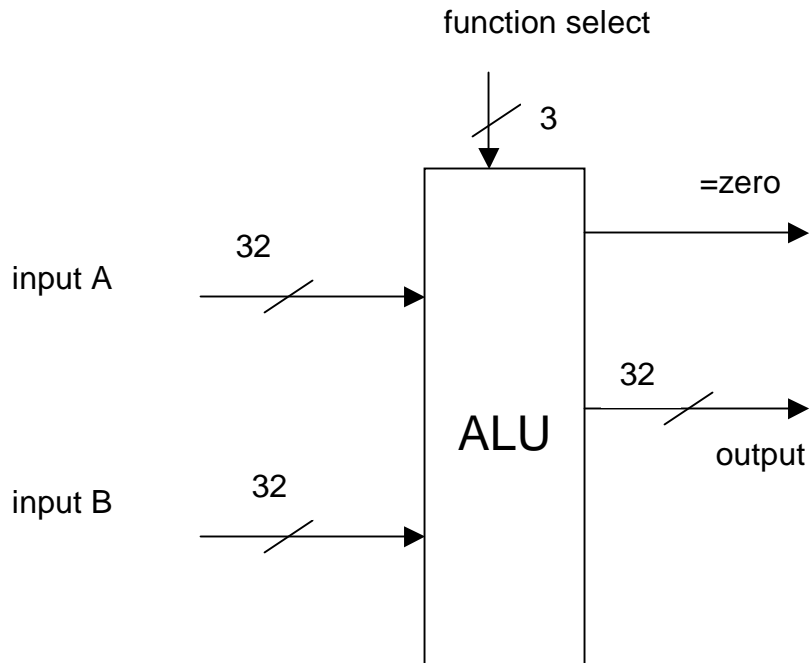 function select
3
=zero
32
input A
32
ALU
output
32
input B